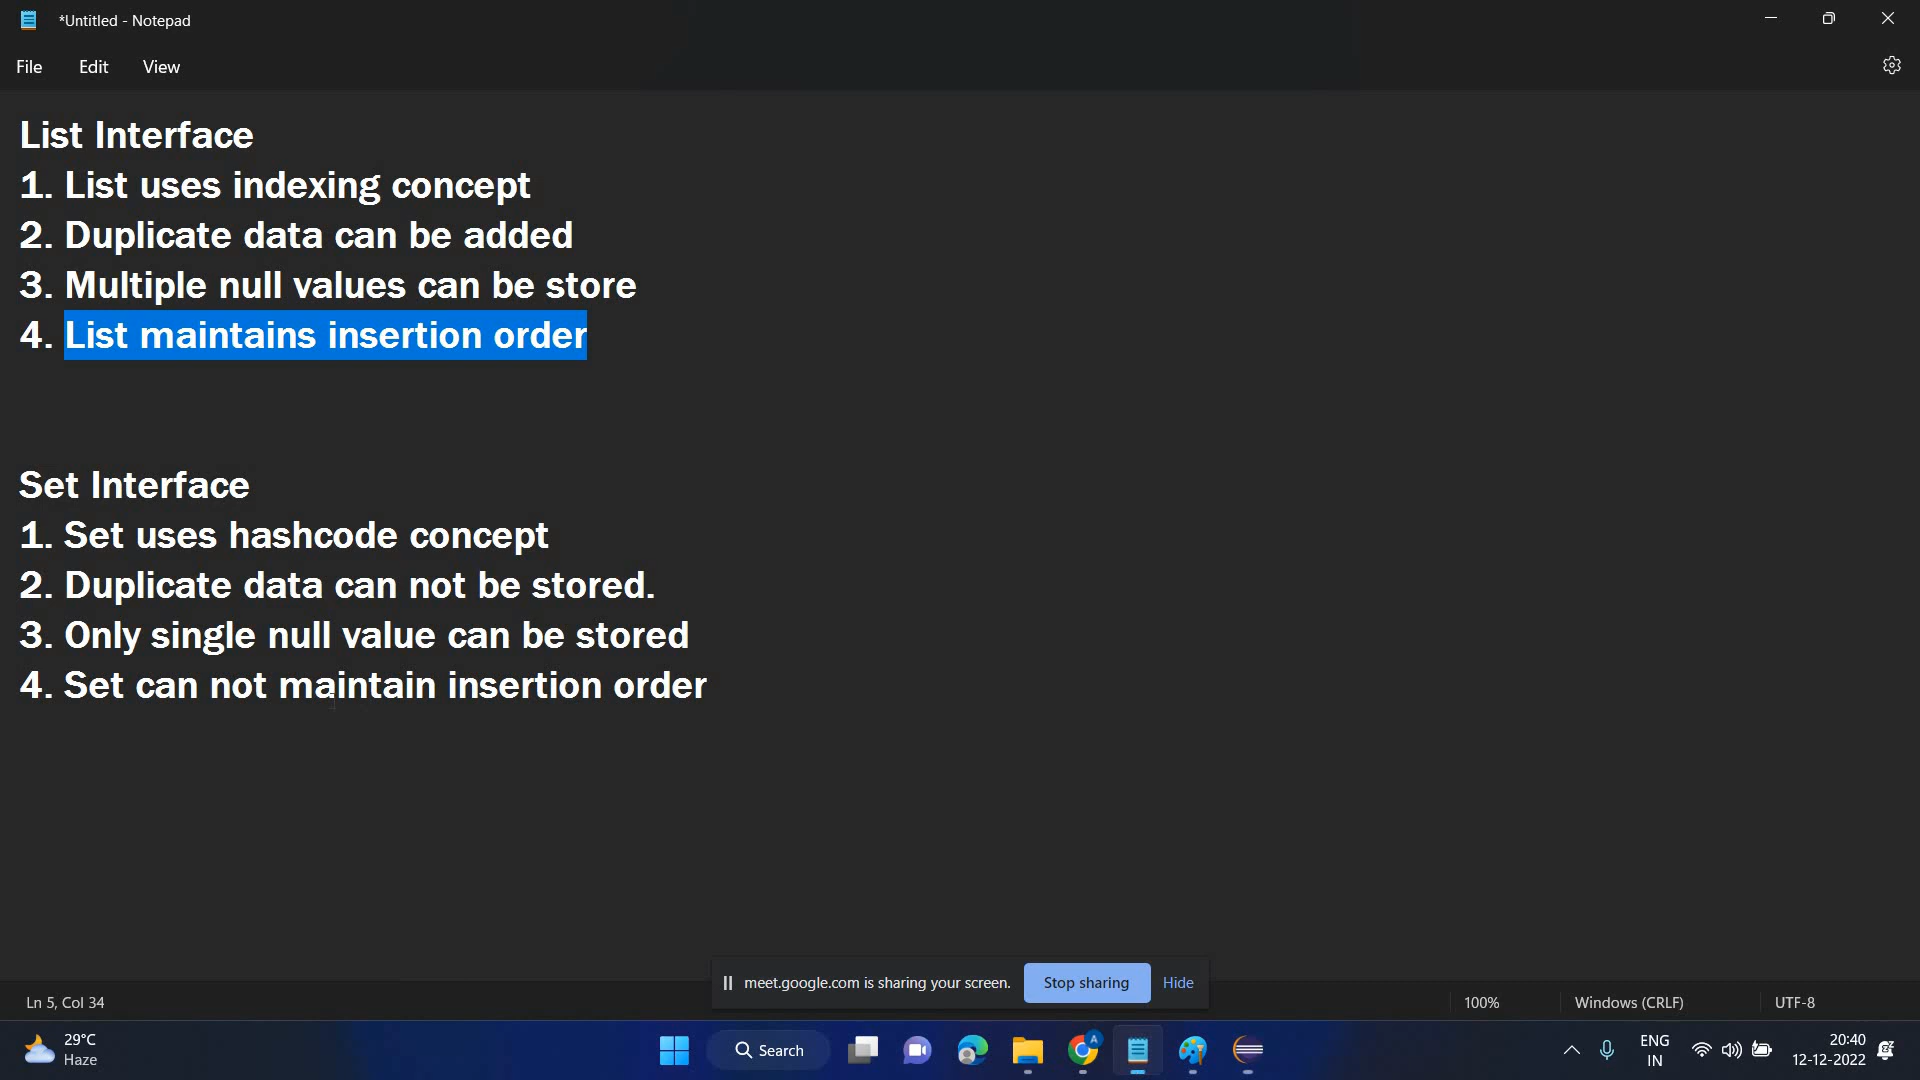 *Untitled - Notepad
File Edit View
List Interface
1. List uses indexing concept
2. Duplicate data can be added
3. Multiple null values can be store
4. List maintains insertion order
Set Interface
1. Set uses hashcode concept
2. Duplicate data can not be stored.
3. Only single null value can be stored
4. Set can not maintain insertion order
meet.google.com is sharing your screen. Stop sharing Hide
Ln 5, Col 34 100% Windows (CRLF) UTF-8
29°C
Haze
Search
A
ENG
IN
20:40
12-12-2022